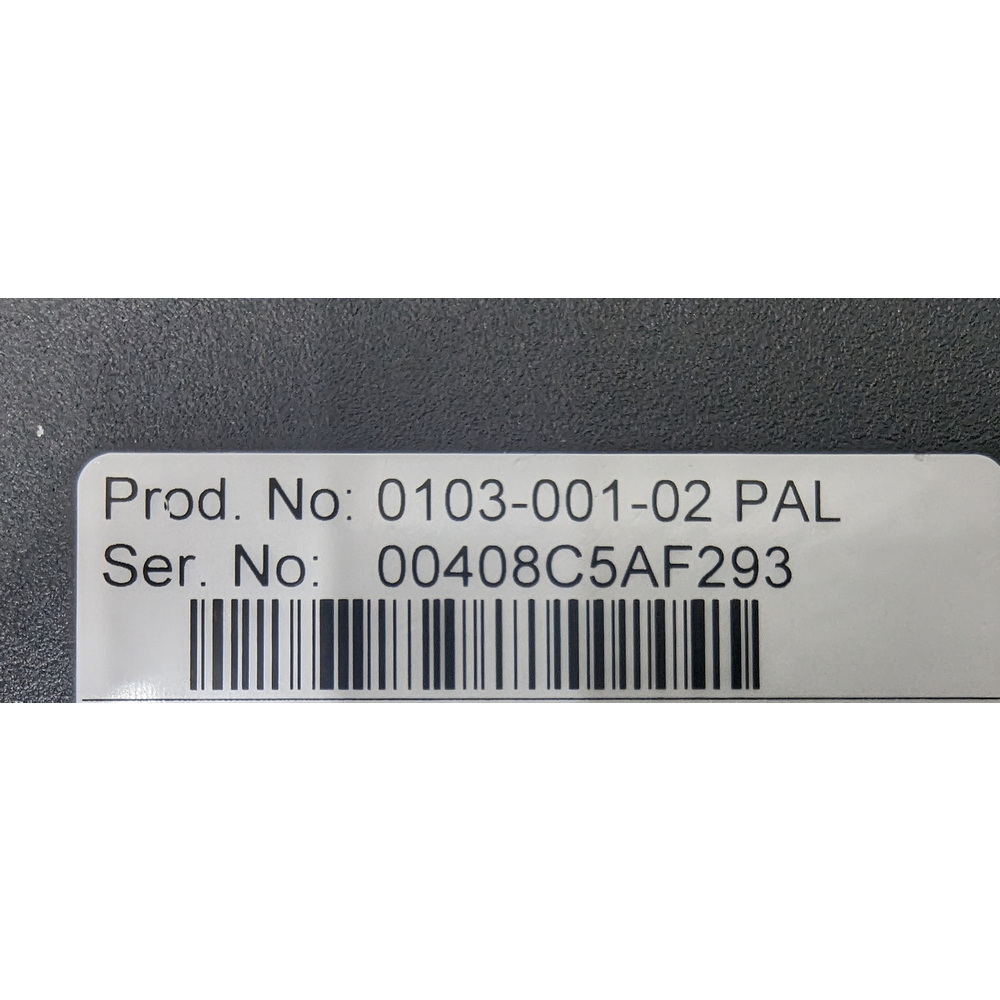 Prod. No: 0103-001-02 PAL
Ser. No: 00408C5AF293